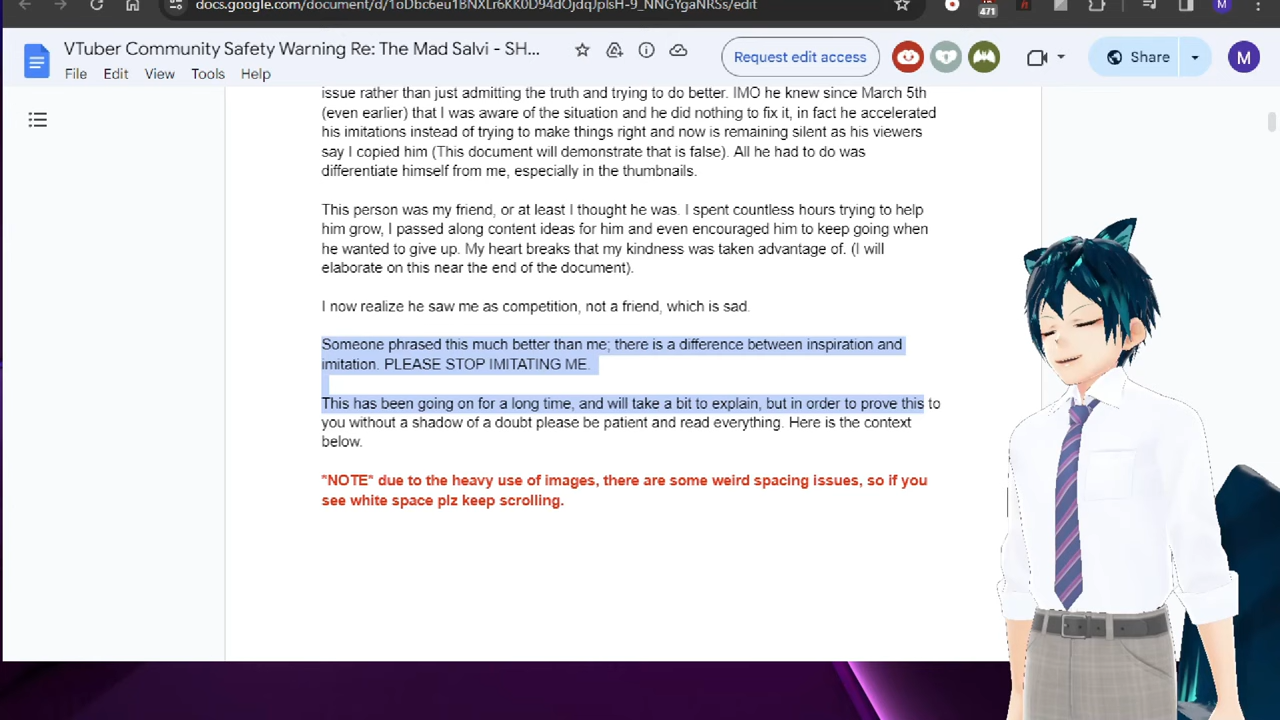 VTuber Community Safety Warning Re: The Mad Salvi - SH...
File Edit View Tools Help
Request edit access
Share
M
471
issue rather than just admitting the truth and trying to do better. IMO he knew since March 5th
(even earlier) that I was aware of the situation and he did nothing to fix it, in fact he accelerated
his imitations instead of trying to make things right and now is remaining silent as his viewers
say I copied him (This document will demonstrate that is false). All he had to do was
differentiate himself from me, especially in the thumbnails.
This person was my friend, or at least I thought he was. I spent countless hours trying to help
him grow, I passed along content ideas for him and even encouraged him to keep going when
he wanted to give up. My heart breaks that my kindness was taken advantage of. (I will
elaborate on this near the end of the document).
I now realize he saw me as competition, not a friend, which is sad.
Someone phrased this much better than me; there is a difference between inspiration and
imitation. PLEASE STOP IMITATING ME.
This has been going on for a long time, and will take a bit to explain, but in order to prove this to
you without a shadow of a doubt please be patient and read everything. Here is the context
below.
*NOTE* due to the heavy use of images, there are some weird spacing issues, so if you
see white space plz keep scrolling.